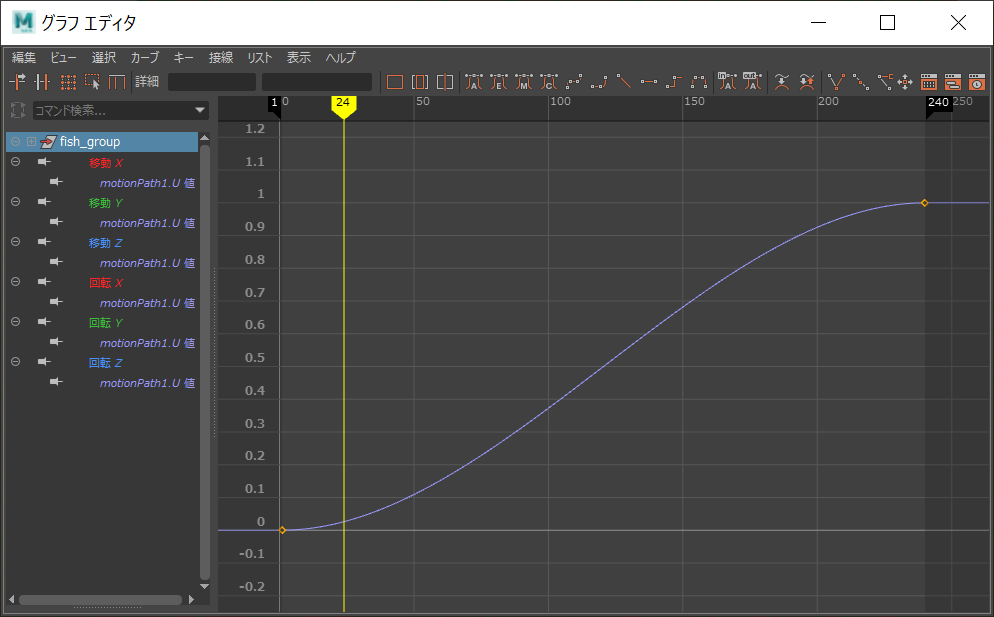 グラフ エディタ
編集 ビュー 選択 カーブ キー 接線 リスト 表示 ヘルプ
詳細
コマンド検索...
1 0 24 50 100 150 200 240 250
fish_group
移動 X
motionPath1.U 値
移動 Y
motionPath1.U 値
移動 Z
motionPath1.U 値
回転 X
motionPath1.U 値
回転 Y
motionPath1.U 値
回転 Z
motionPath1.U 値
1.2
1.1
1
0.9
0.8
0.7
0.6
0.5
0.4
0.3
0.2
0.1
0
-0.1
-0.2